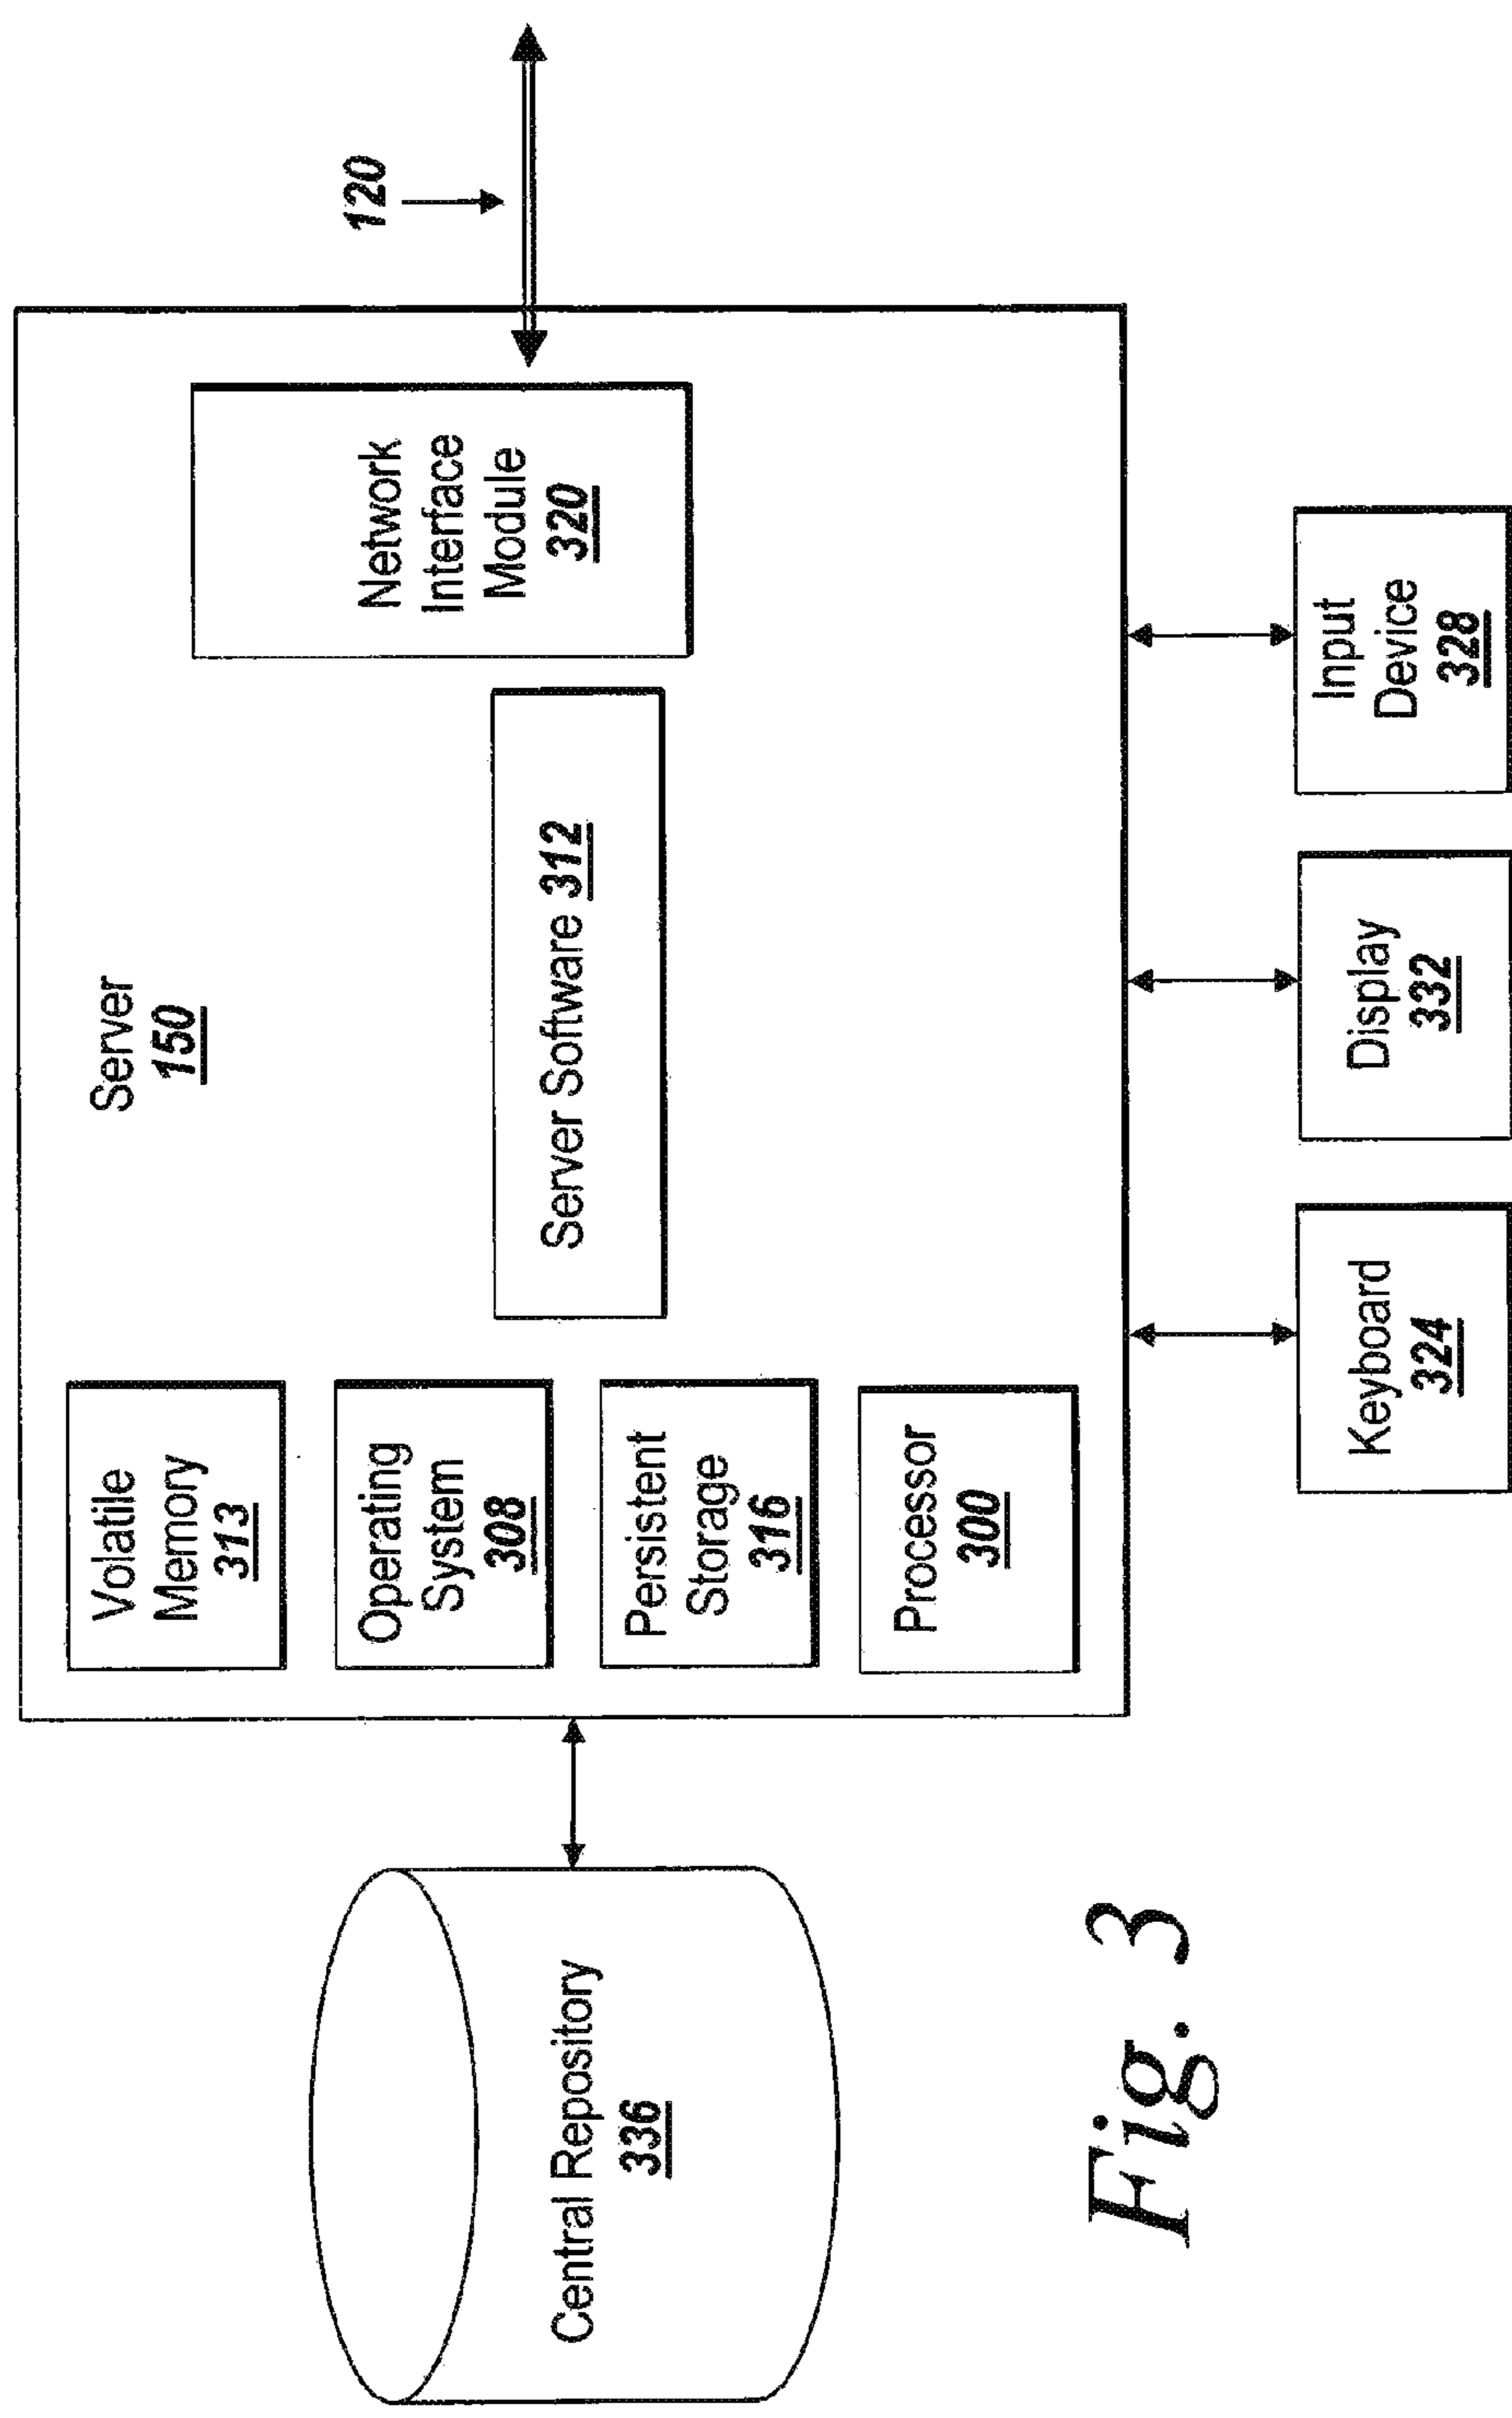 Server
150
120
Volatile
Memory
313
Operating
System
308
Persistent
Storage
316
Processor
300
Server Software 312
Network
Interface
Module
320
Central Repository
336
Keyboard
324
Display
332
Input
Device
328
Fig. 3